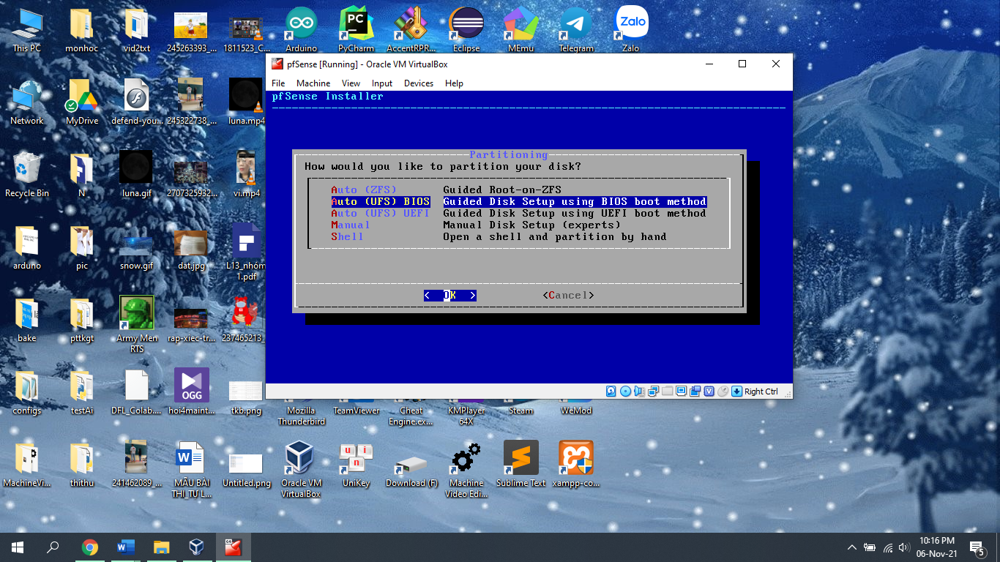 This PC
monhoc
vid2txt
245263393_...
1811523_C...
Arduino
PyCharm
AccentRPR...
Eclipse
MEmu
Telegram
Zalo
PC
Zalo
pfSense [Running] - Oracle VM VirtualBox
File Machine View Input Devices Help
pfSense Installer
Partitioning
How would you like to partition your disk?
Auto (ZFS) Guided Root-on-ZFS
Auto (UFS) BIOS Guided Disk Setup using BIOS boot method
Auto (UFS) UEFI Guided Disk Setup using UEFI boot method
Manual Manual Disk Setup (experts)
Shell Open a shell and partition by hand
< OK > <Cancel>
Right Ctrl
Network
MyDrive
defend-you...
245322738_...
luna.mp4
Recycle Bin
N
luna.gif
2707325932...
vi.mp4
arduno
pic
snow.gif
dat.jpg
L13_nhóm
1.pdf
bake
pttkgt
Army Men
RTS
rap-xiec-tr...
237465213_
configs
testAi
DFL_Colab....
OGG
hoi4maint...
tkb.png
Mozilla
Thunderbird
TeamViewer
Cheat
Engine.ex...
KMPlayer
64X
Steam
WeMod
MachineVi...
thithu
241462089_...
W
MẪU BÀI
THI_TỰ L...
Untitled.png
Oracle VM
VirtualBox
u i
n
UniKey
Download (F)
Machine
Video Edi...
Sublime Text
xampp-co...
10:16 PM
06-Nov-21
5